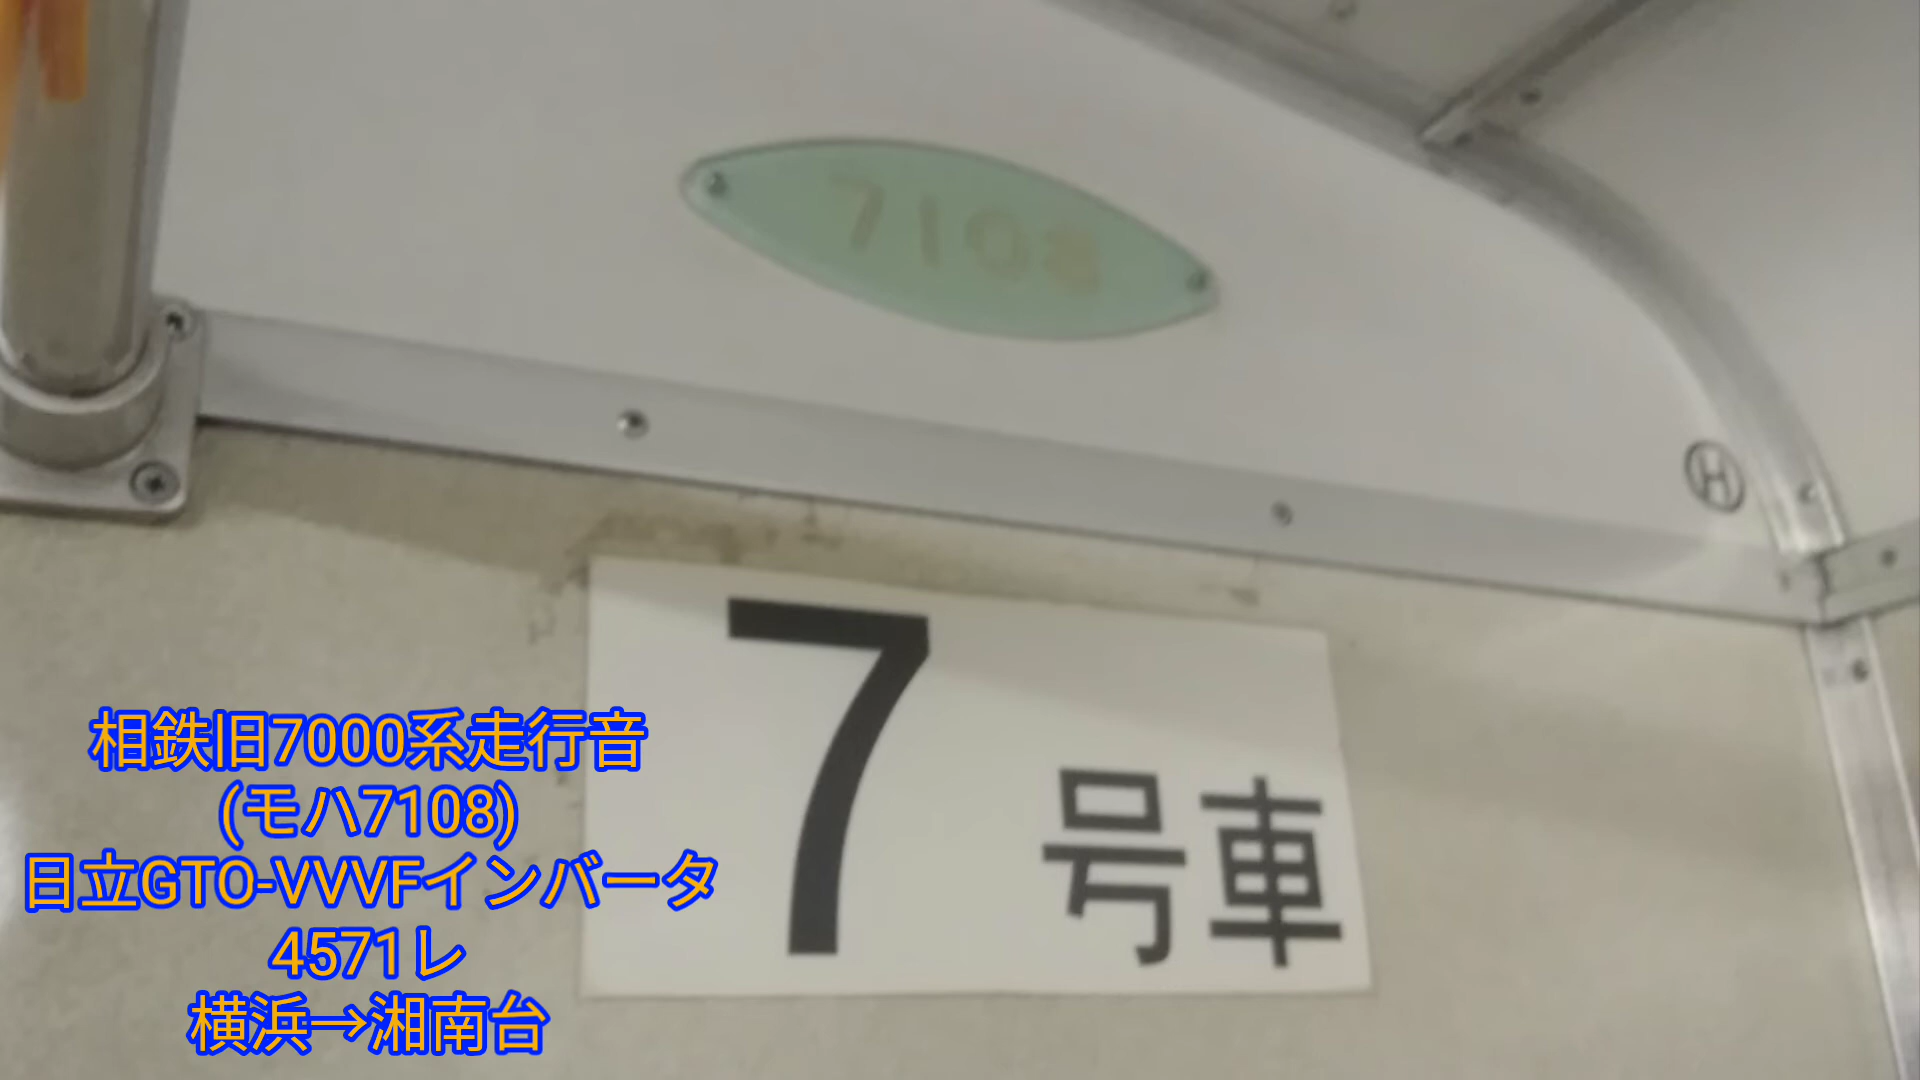 7108
H
7 号車
相鉄旧7000系走行音
(モハ7108)
日立GTO-VVVFインバータ
4571レ
横浜→湘南台